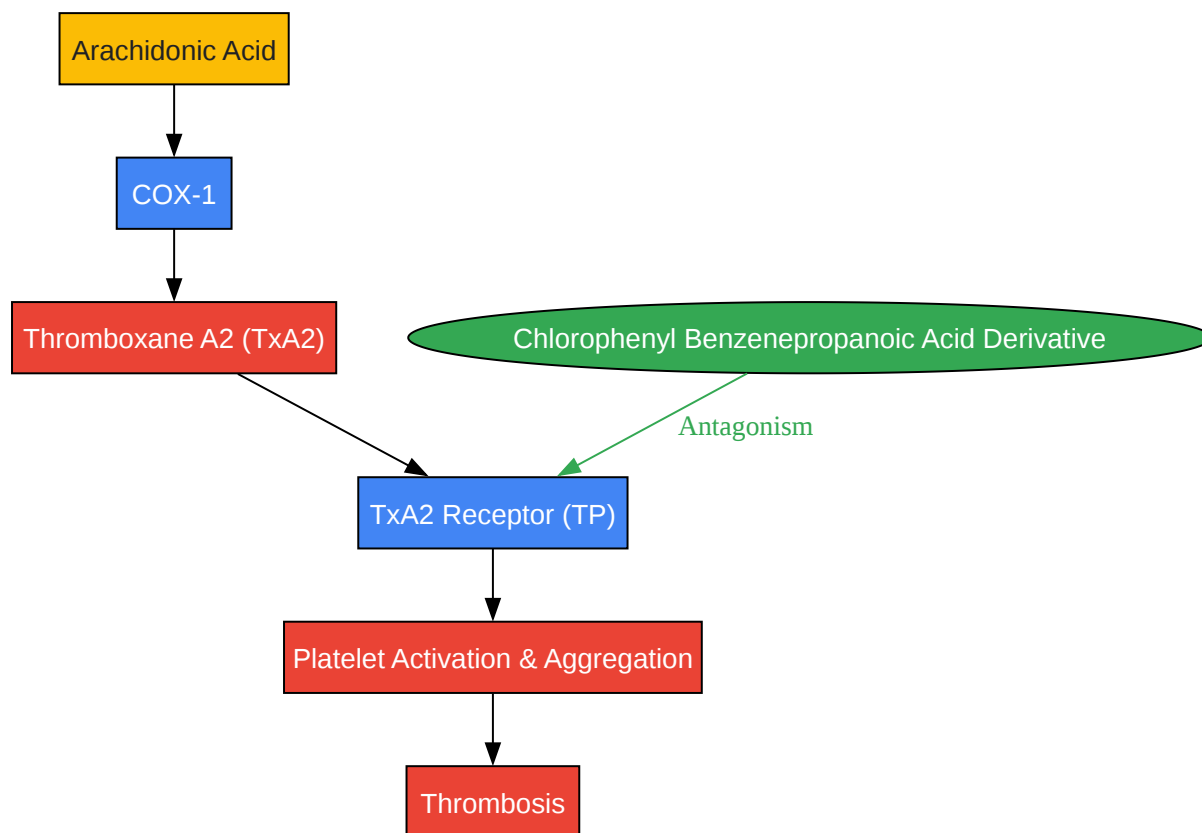 Arachidonic Acid
COX-1
Thromboxane A2 (TxA2)
Chlorophenyl Benzenepropanoic Acid Derivative
Antagonism
TxA2 Receptor (TP)
Platelet Activation & Aggregation
Thrombosis